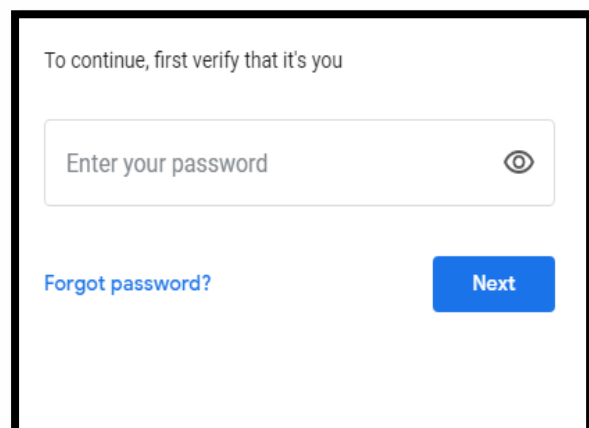 To continue, first verify that it's you
Enter your password
Forgot password?
Next